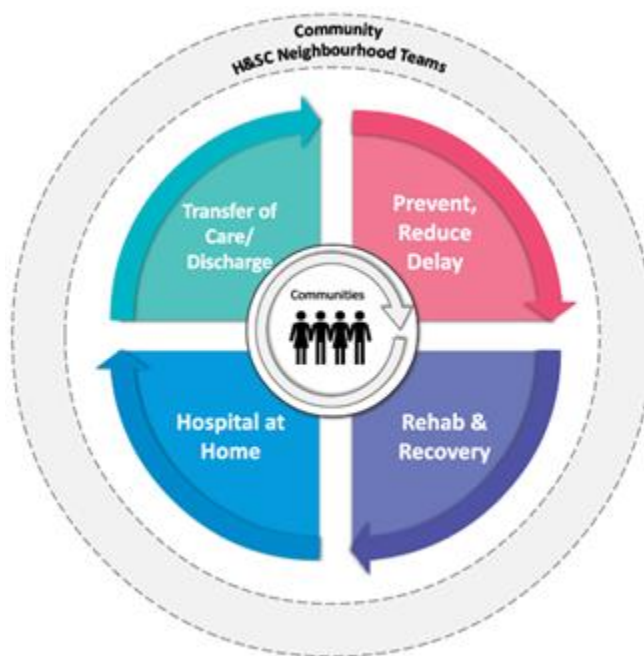 Community
H&SC Neighbourhood Teams
Transfer of
Care/
Discharge
Prevent,
Reduce
Delay
Communities
Hospital at
Home
Rehab &
Recovery